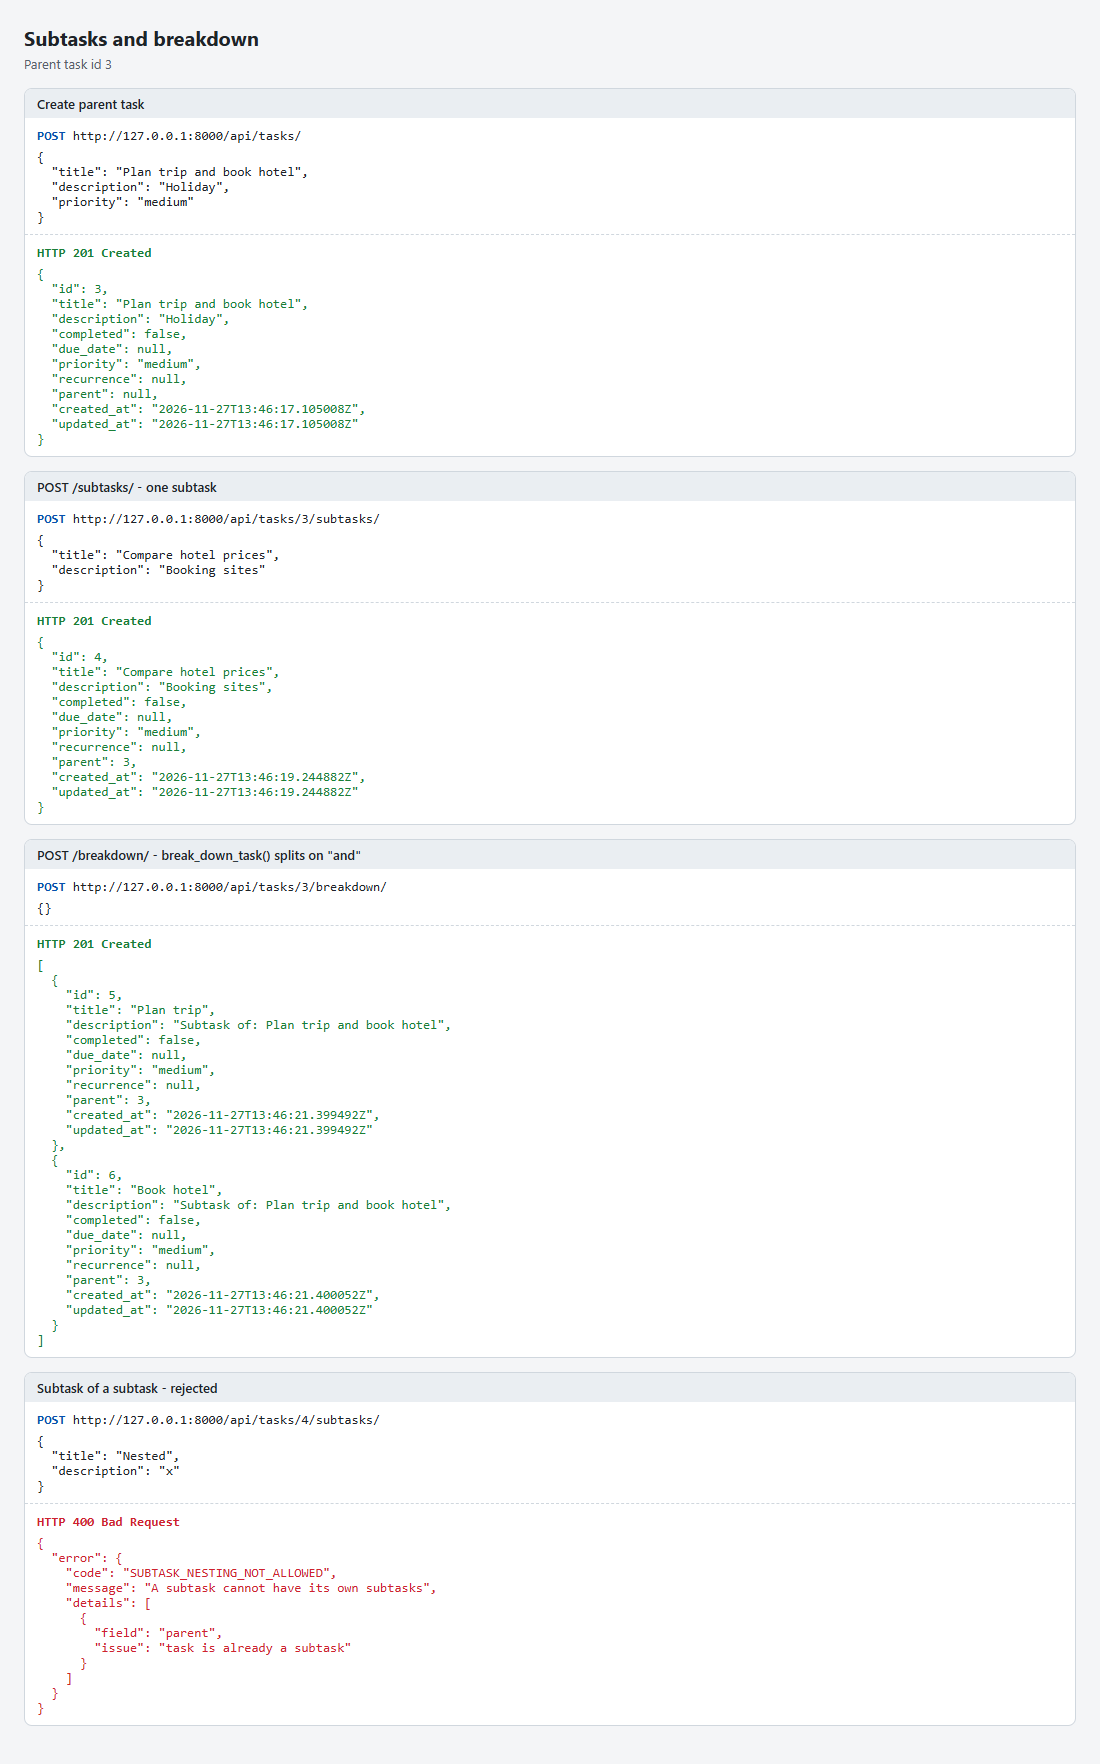 Subtasks and breakdown
Parent task id 3
Create parent task
POST http://127.0.0.1:8000/api/tasks/
{
  "title": "Plan trip and book hotel",
  "description": "Holiday",
  "priority": "medium"
}
HTTP 201 Created
{
  "id": 3,
  "title": "Plan trip and book hotel",
  "description": "Holiday",
  "completed": false,
  "due_date": null,
  "priority": "medium",
  "recurrence": null,
  "parent": null,
  "created_at": "2026-11-27T13:46:17.105008Z",
  "updated_at": "2026-11-27T13:46:17.105008Z"
}
POST /subtasks/ - one subtask
POST http://127.0.0.1:8000/api/tasks/3/subtasks/
{
  "title": "Compare hotel prices",
  "description": "Booking sites"
}
HTTP 201 Created
{
  "id": 4,
  "title": "Compare hotel prices",
  "description": "Booking sites",
  "completed": false,
  "due_date": null,
  "priority": "medium",
  "recurrence": null,
  "parent": 3,
  "created_at": "2026-11-27T13:46:19.244882Z",
  "updated_at": "2026-11-27T13:46:19.244882Z"
}
POST /breakdown/ - break_down_task() splits on "and"
POST http://127.0.0.1:8000/api/tasks/3/breakdown/
{}
HTTP 201 Created
[
  {
    "id": 5,
    "title": "Plan trip",
    "description": "Subtask of: Plan trip and book hotel",
    "completed": false,
    "due_date": null,
    "priority": "medium",
    "recurrence": null,
    "parent": 3,
    "created_at": "2026-11-27T13:46:21.399492Z",
    "updated_at": "2026-11-27T13:46:21.399492Z"
  },
  {
    "id": 6,
    "title": "Book hotel",
    "description": "Subtask of: Plan trip and book hotel",
    "completed": false,
    "due_date": null,
    "priority": "medium",
    "recurrence": null,
    "parent": 3,
    "created_at": "2026-11-27T13:46:21.400052Z",
    "updated_at": "2026-11-27T13:46:21.400052Z"
  }
]
Subtask of a subtask - rejected
POST http://127.0.0.1:8000/api/tasks/4/subtasks/
{
  "title": "Nested",
  "description": "x"
}
HTTP 400 Bad Request
{
  "error": {
    "code": "SUBTASK_NESTING_NOT_ALLOWED",
    "message": "A subtask cannot have its own subtasks",
    "details": [
      {
        "field": "parent",
        "issue": "task is already a subtask"
      }
    ]
  }
}